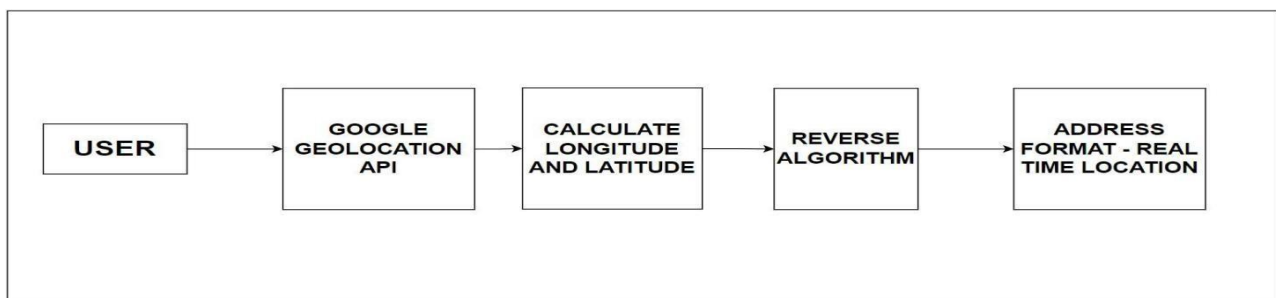 USER
GOOGLE
GEOLOCATION
API
CALCULATE
LONGITUDE
AND LATITUDE
REVERSE
ALGORITHM
ADDRESS
FORMAT - REAL
TIME LOCATION